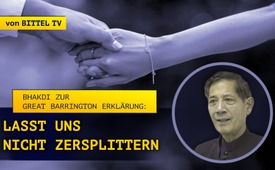 von BITTEL TV
BHAKDI ZUR
GREAT BARRINGTON ERKLÄRUNG:
LASST UNS
NICHT ZERSPLITTERN